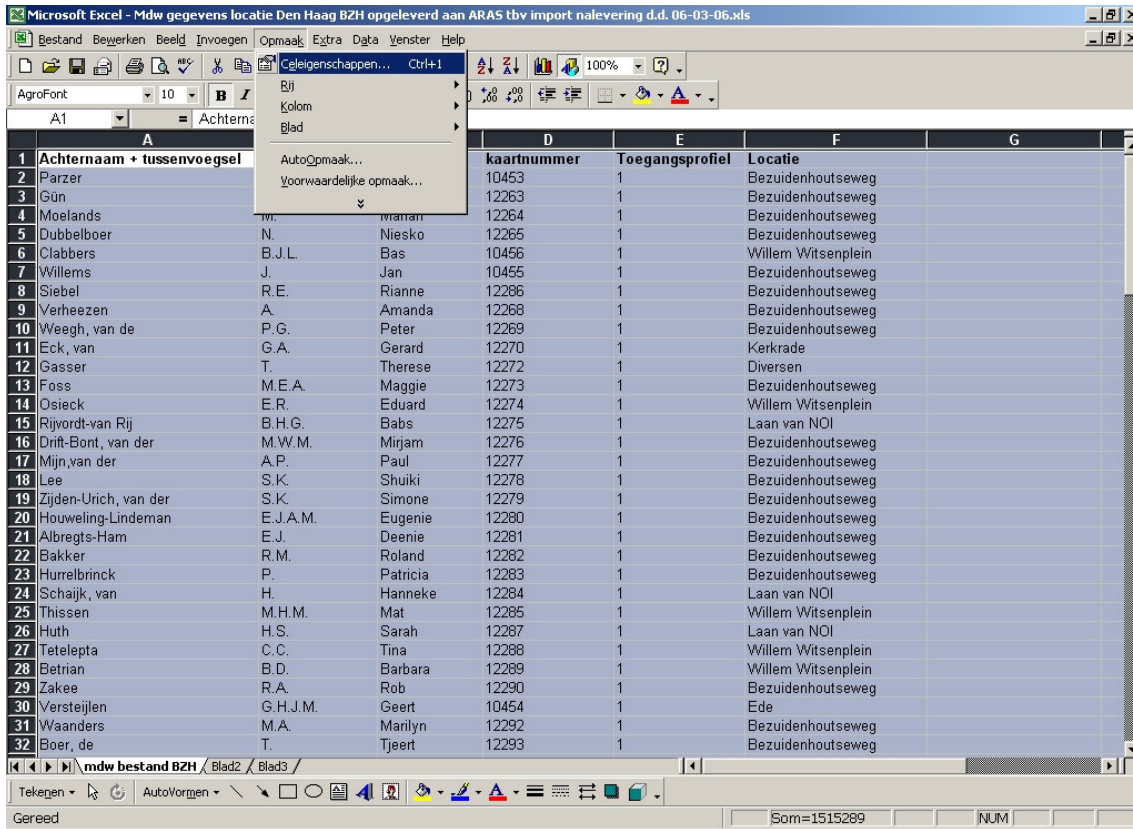 Microsoft Excel - Mdw gegevens locatie Den Haag BZH opgeleverd aan ARAS tbv import nalevering d.d. 06-03-06.xls
Bestand Bewerken Beeld Invoegen Opmaak Extra Data Venster Help
100%
AgroFont 10 B I
A1 = Achterna
Celeigenschappen... Ctrl+1
Rij
Kolom
Blad
AutoOpmaak...
Voorwaardelijke opmaak...
A D E F G
1 Achternaam + tussenvoegsel kaartnummer Toegangsprofiel Locatie
2 Parzer 10453 1 Bezuidenhoutseweg
3 Gün 12263 1 Bezuidenhoutseweg
4 Moelands M. 12264 1 Bezuidenhoutseweg
5 Dubbelboer N. Niesko 12265 1 Bezuidenhoutseweg
6 Clabbers B.J.L. Bas 10456 1 Willem Witsenplein
7 Willems J. Jan 10455 1 Bezuidenhoutseweg
8 Siebel R.E. Rianne 12286 1 Bezuidenhoutseweg
9 Verheezen A. Amanda 12268 1 Bezuidenhoutseweg
10 Weegh, van de P.G. Peter 12269 1 Bezuidenhoutseweg
11 Eck, van G.A. Gerard 12270 1 Kerkrade
12 Gasser T. Therese 12272 1 Diversen
13 Foss M.E.A. Maggie 12273 1 Bezuidenhoutseweg
14 Osieck E.R. Eduard 12274 1 Willem Witsenplein
15 Rijvordt-van Rij B.H.G. Babs 12275 1 Laan van NOI
16 Drift-Bont, van der M.W.M. Mirjam 12276 1 Bezuidenhoutseweg
17 Mijn,van der A.P. Paul 12277 1 Bezuidenhoutseweg
18 Lee S.K. Shuiki 12278 1 Bezuidenhoutseweg
19 Zijden-Urich, van der S.K. Simone 12279 1 Bezuidenhoutseweg
20 Houweling-Lindeman E.J.A.M. Eugenie 12280 1 Bezuidenhoutseweg
21 Albregts-Ham E.J. Deenie 12281 1 Bezuidenhoutseweg
22 Bakker R.M. Roland 12282 1 Bezuidenhoutseweg
23 Hurrelbrinck P. Patricia 12283 1 Bezuidenhoutseweg
24 Schaijk, van H. Hanneke 12284 1 Laan van NOI
25 Thissen M.H.M. Mat 12285 1 Willem Witsenplein
26 Huth H.S. Sarah 12287 1 Laan van NOI
27 Tetelepta C.C. Tina 12288 1 Willem Witsenplein
28 Betrian B.D. Barbara 12289 1 Willem Witsenplein
29 Zakee R.A. Rob 12290 1 Bezuidenhoutseweg
30 Versteijlen G.H.J.M. Geert 10454 1 Ede
31 Waanders M.A. Marilyn 12292 1 Bezuidenhoutseweg
32 Boer, de T. Tjeert 12293 1 Bezuidenhoutseweg
mdw bestand BZH Blad2 Blad3
Tekenen AutoVormen
Gereed Som=1515289 NUM